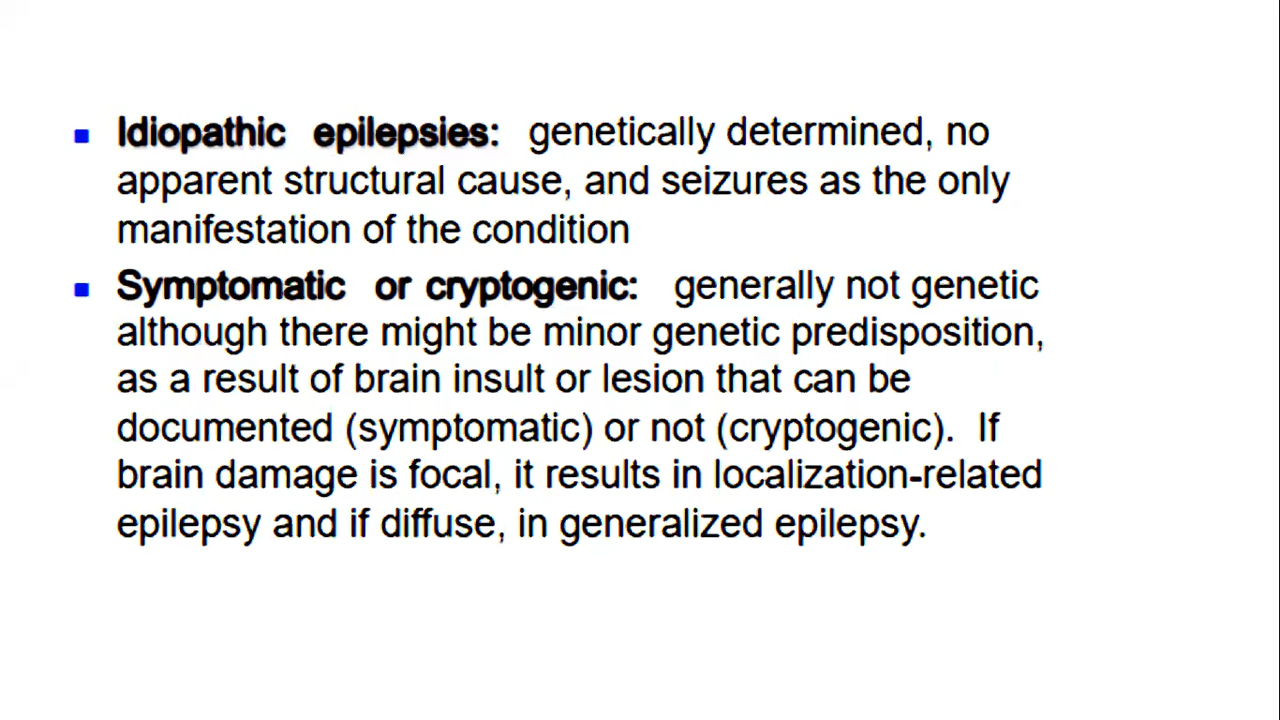 Idiopathic epilepsies: genetically determined, no
apparent structural cause, and seizures as the only
manifestation of the condition
Symptomatic or cryptogenic: generally not genetic
although there might be minor genetic predisposition,
as a result of brain insult or lesion that can be
documented (symptomatic) or not (cryptogenic). If
brain damage is focal, it results in localization-related
epilepsy and if diffuse, in generalized epilepsy.